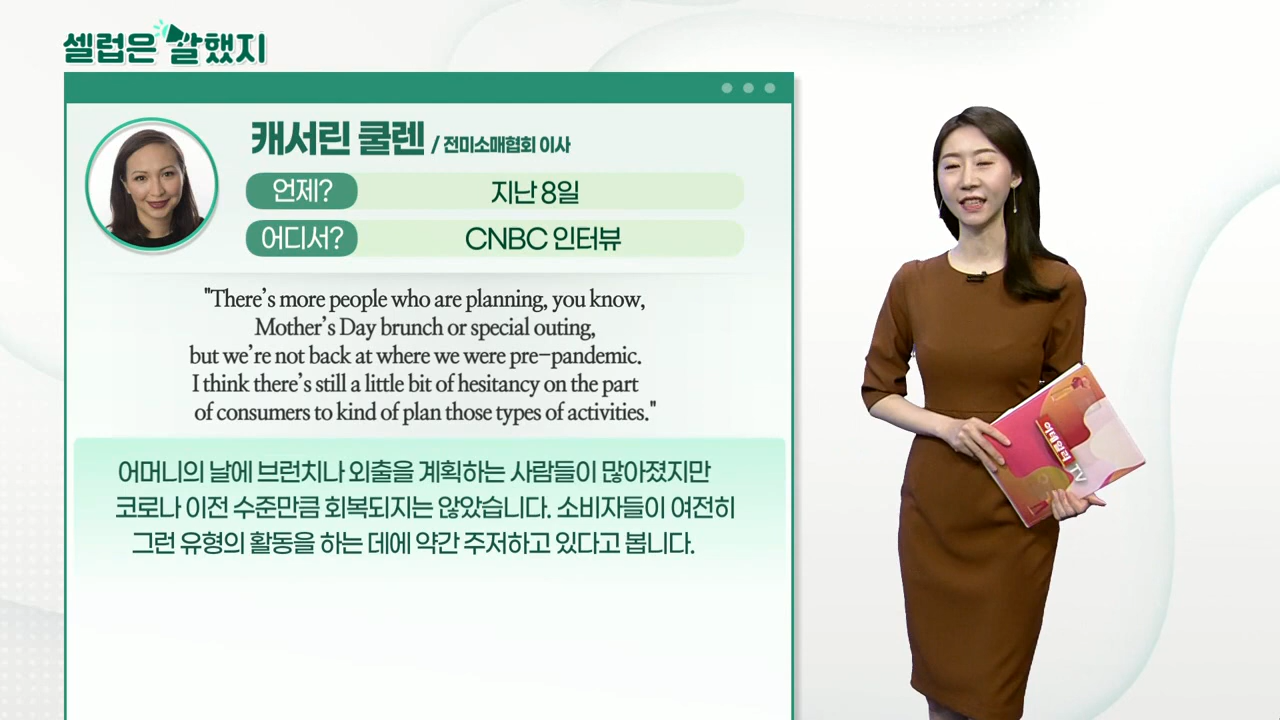 셀럽은 말했지
캐서린 쿨렌 / 전미소매협회 이사
언제? 지난 8일
어디서? CNBC 인터뷰
"There's more people who are planning, you know,
Mother's Day brunch or special outing,
but we're not back at where we were pre-pandemic.
I think there's still a little bit of hesitancy on the part
of consumers to kind of plan those types of activities."
어머니의 날에 브런치나 외출을 계획하는 사람들이 많아졌지만
코로나 이전 수준만큼 회복되지는 않았습니다. 소비자들이 여전히
그런 유형의 활동을 하는 데에 약간 주저하고 있다고 봅니다.
이데일리 TV